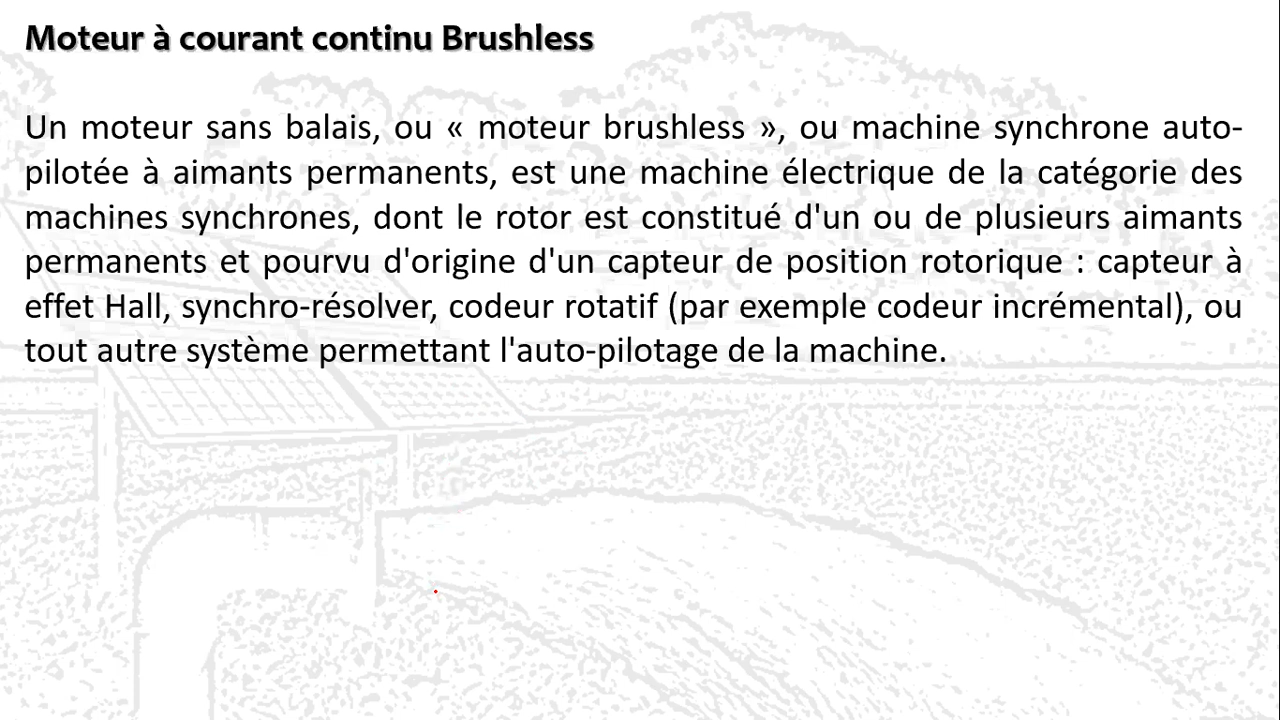 Moteur à courant continu Brushless
Un moteur sans balais, ou « moteur brushless », ou machine synchrone auto-
pilotée à aimants permanents, est une machine électrique de la catégorie des
machines synchrones, dont le rotor est constitué d'un ou de plusieurs aimants
permanents et pourvu d'origine d'un capteur de position rotorique : capteur à
effet Hall, synchro-résolver, codeur rotatif (par exemple codeur incrémental), ou
tout autre système permettant l'auto-pilotage de la machine.